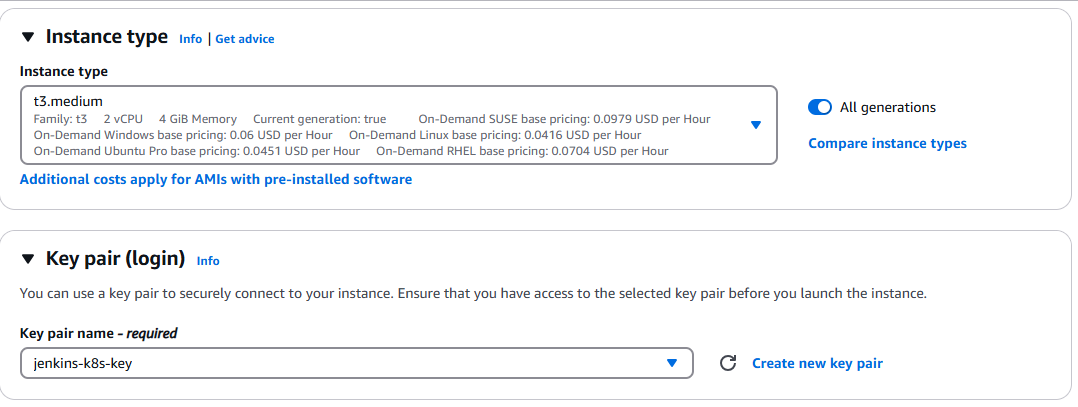 Instance type Info | Get advice
Instance type
t3.medium
Family: t3 2 vCPU 4 GiB Memory Current generation: true On-Demand SUSE base pricing: 0.0979 USD per Hour
On-Demand Windows base pricing: 0.06 USD per Hour On-Demand Linux base pricing: 0.0416 USD per Hour
On-Demand Ubuntu Pro base pricing: 0.0451 USD per Hour On-Demand RHEL base pricing: 0.0704 USD per Hour
All generations
Compare instance types
Additional costs apply for AMIs with pre-installed software
Key pair (login) Info
You can use a key pair to securely connect to your instance. Ensure that you have access to the selected key pair before you launch the instance.
Key pair name - required
jenkins-k8s-key
Create new key pair